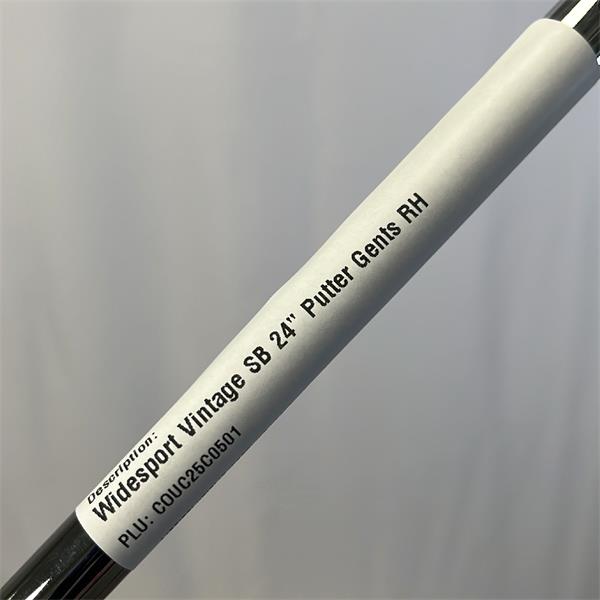 Description:
Widesport Vintage SB 24" Putter Gents RH
PLU: COUC25C0501